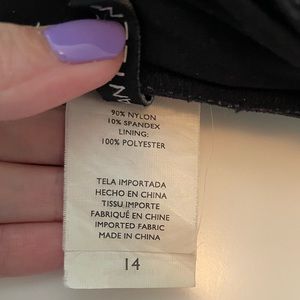 90% NYLON
10% SPANDEX
LINING:
100% POLYESTER
TELA IMPORTADA
HECHO EN CHINA
TISSU IMPORTE
FABRIQUÉ EN CHINE
IMPORTED FABRIC
MADE IN CHINA
14